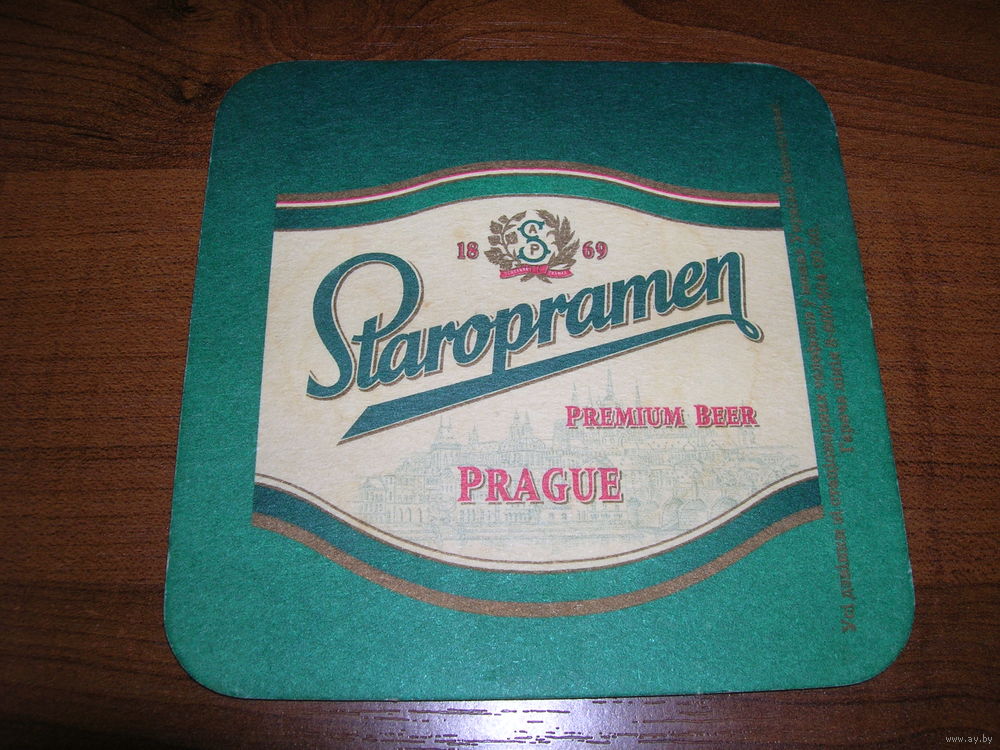 18 69
S
A
P
Staropramen
PREMIUM BEER
PRAGUE
www.ay.by